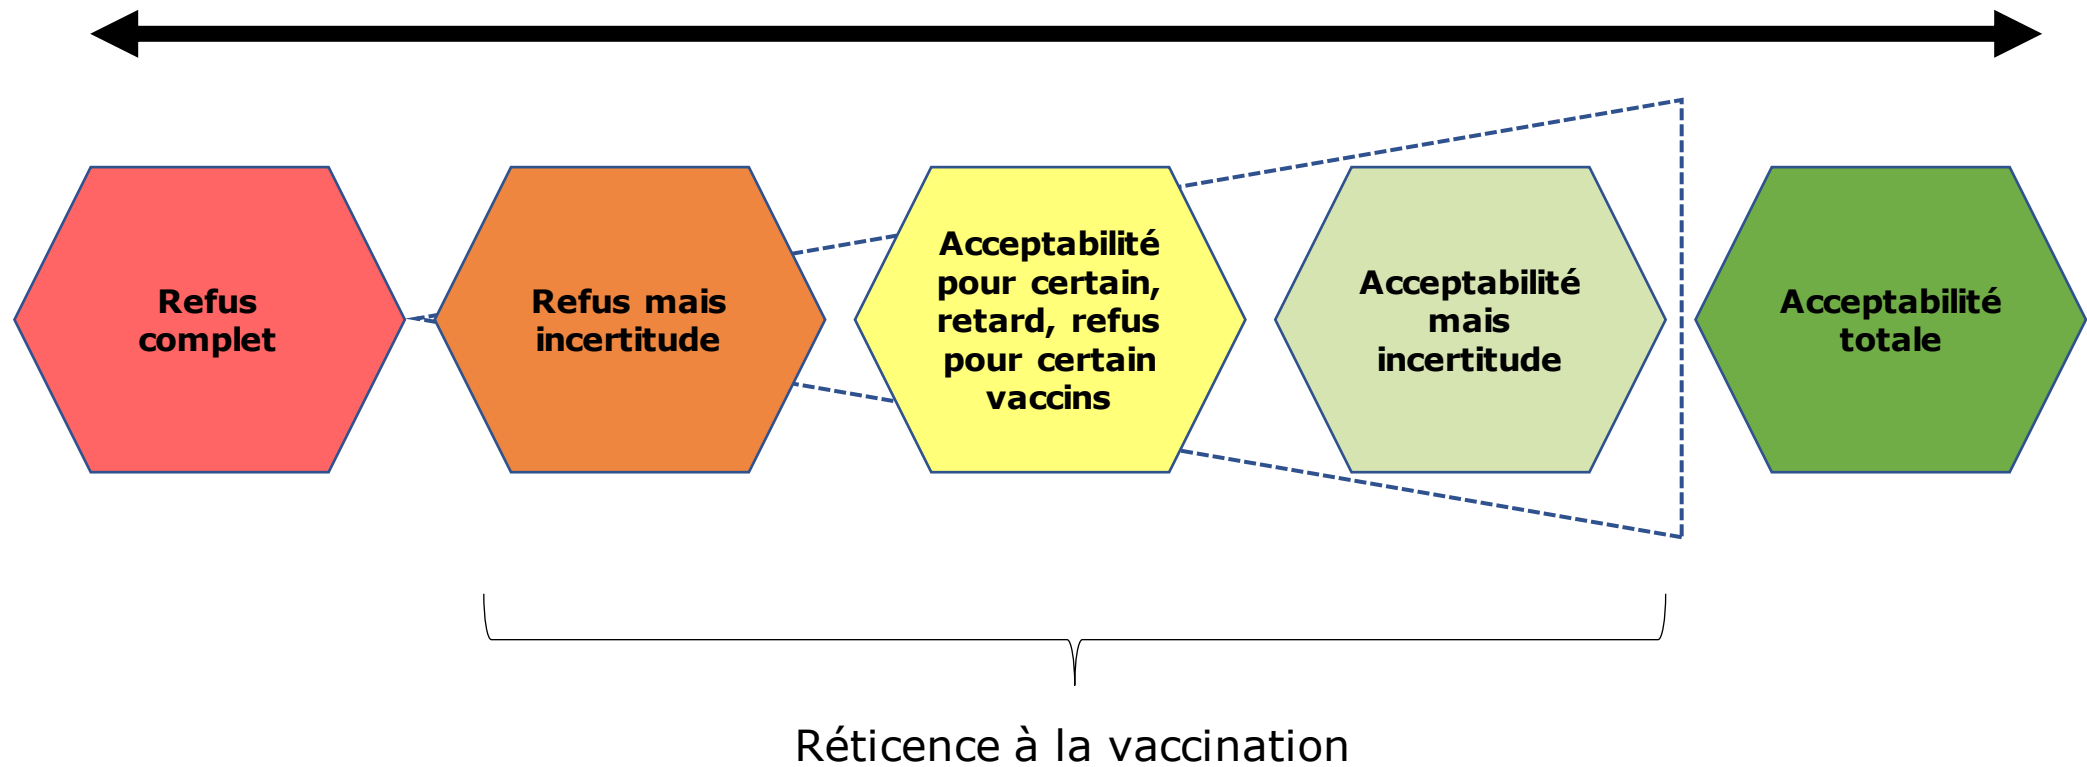 Refus
complet
Refus mais
incertitude
Acceptabilité
pour certain,
retard, refus
pour certain
vaccins
Acceptabilité
mais
incertitude
Acceptabilité
totale
Réticence à la vaccination